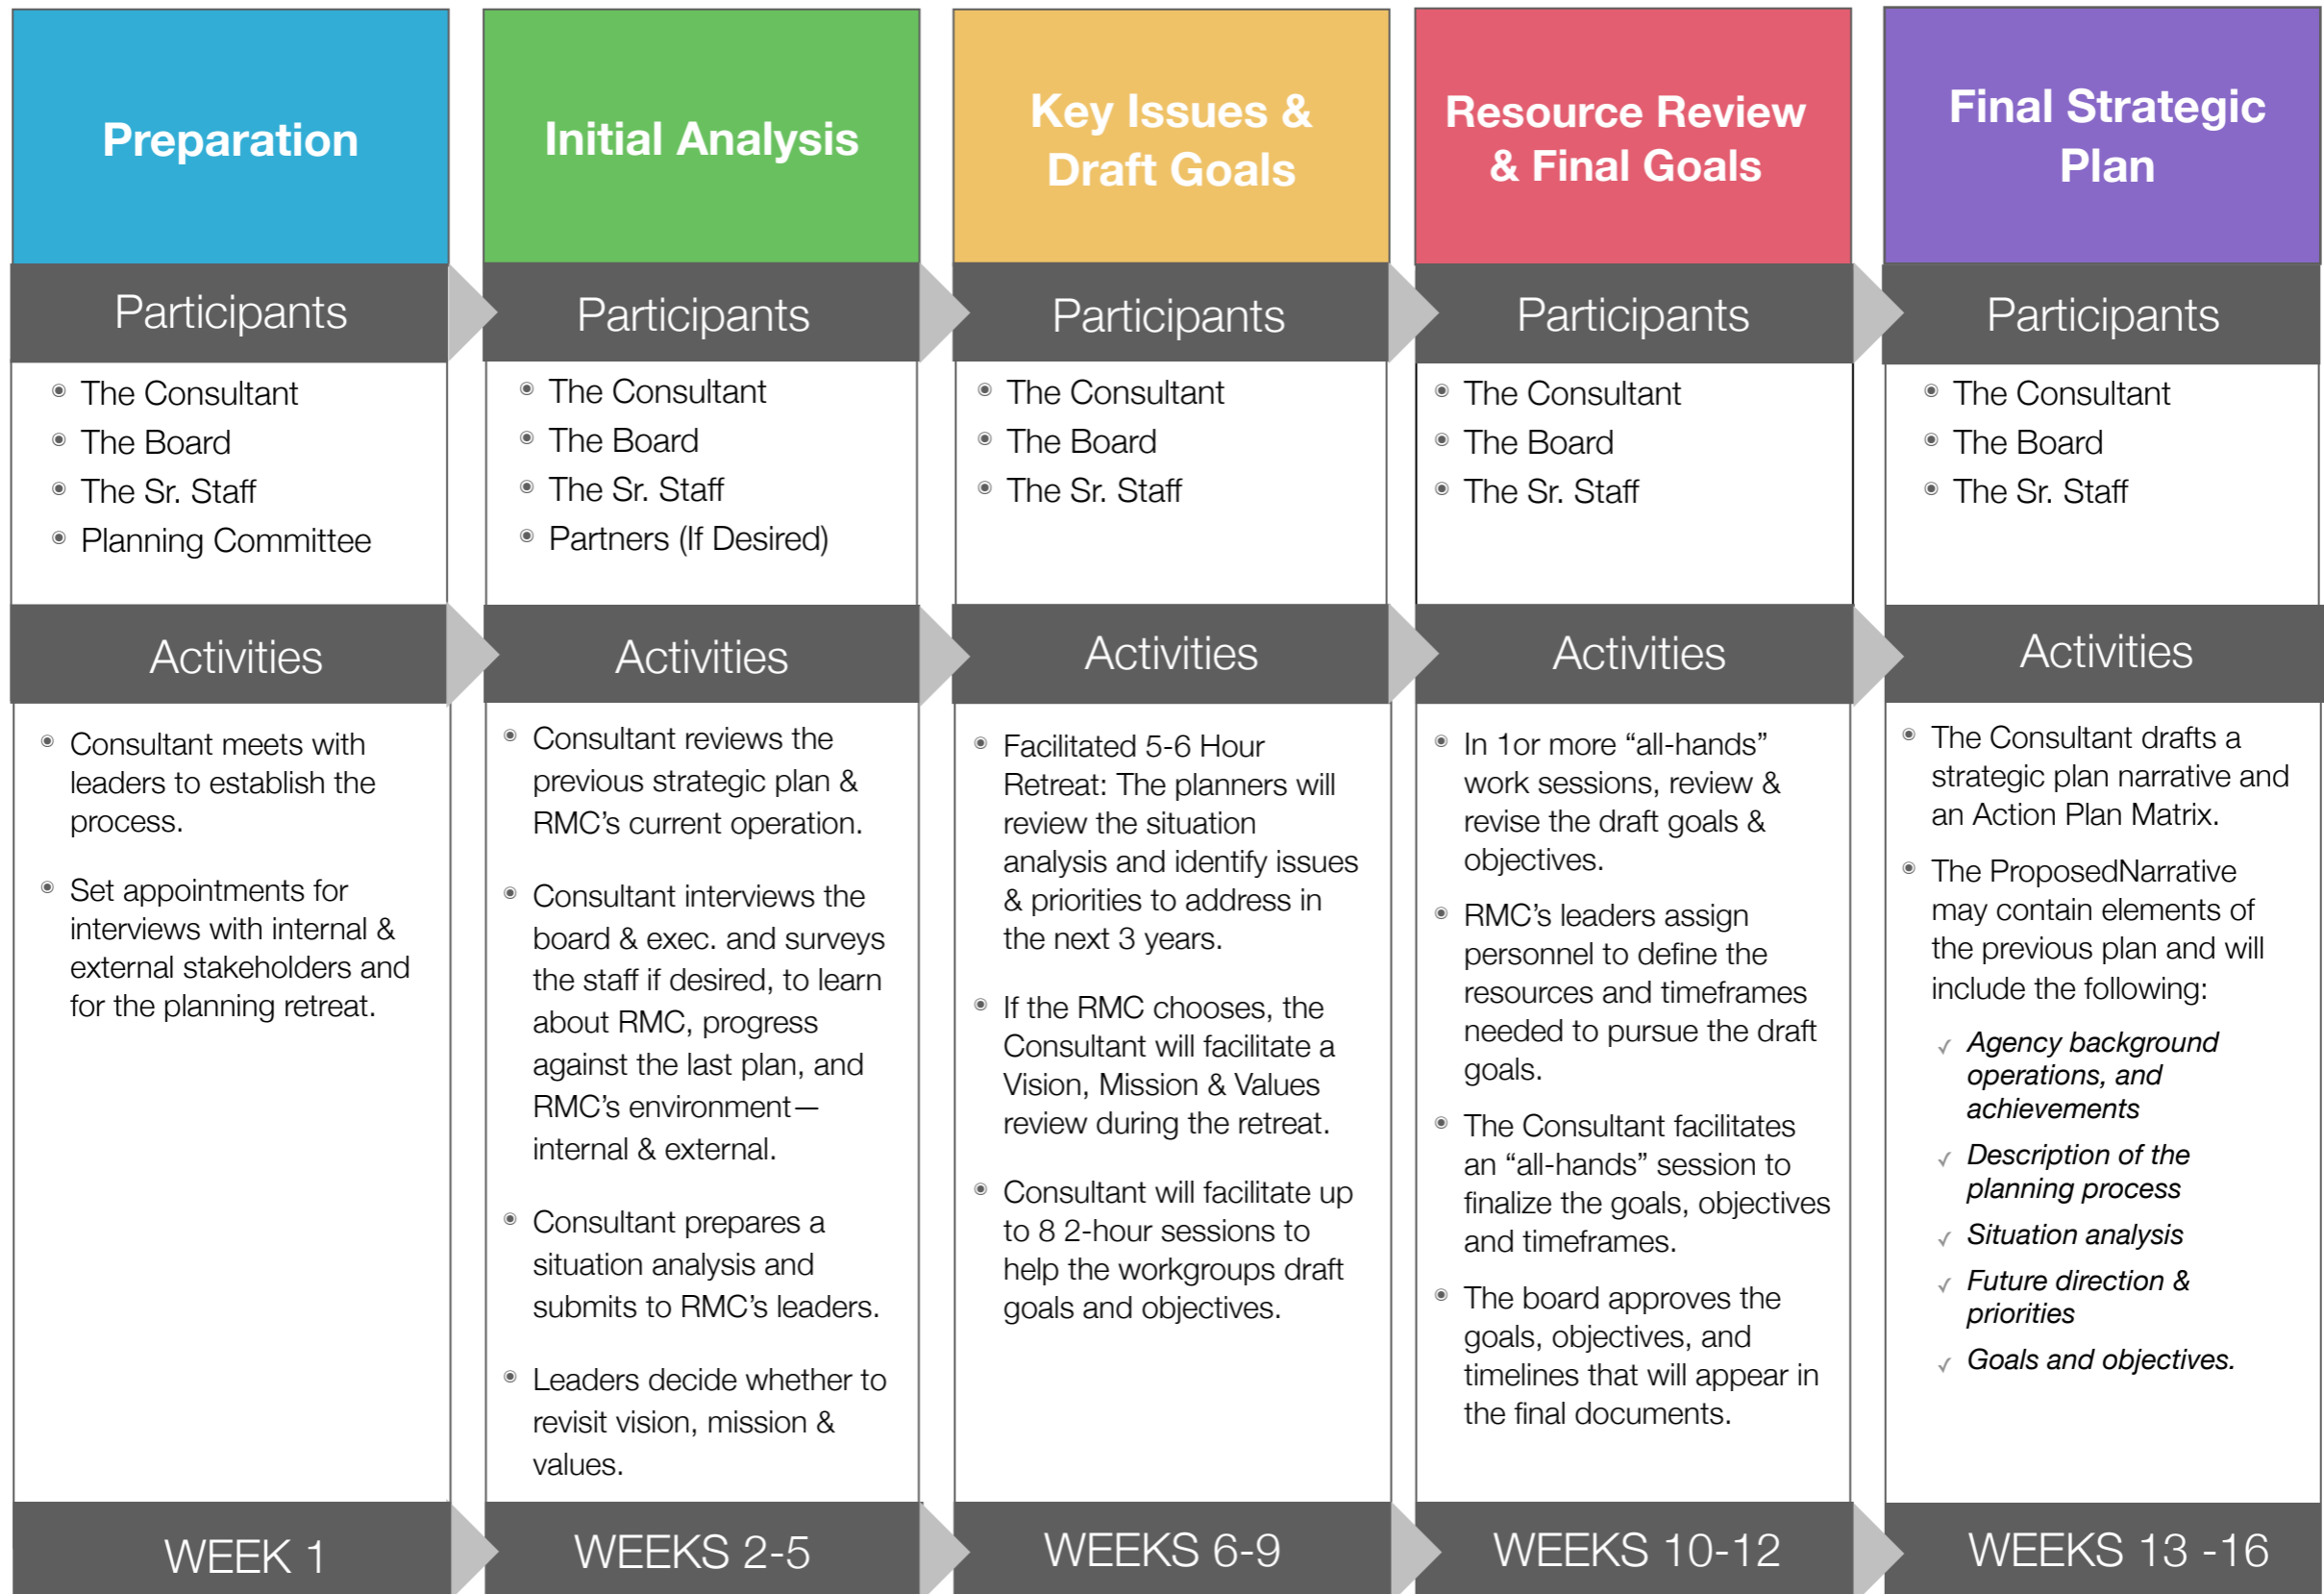 Preparation
Participants
The Consultant
The Board
The Sr. Staff
Planning Committee
Activities
Consultant meets with
leaders to establish the
process.
Set appointments for
interviews with internal &
external stakeholders and
for the planning retreat.
WEEK 1
Initial Analysis
Participants
The Consultant
The Board
The Sr. Staff
Partners (If Desired)
Activities
Consultant reviews the
previous strategic plan &
RMC's current operation.
Consultant interviews the
board & exec. and surveys
the staff if desired, to learn
about RMC, progress
against the last plan, and
RMC's environment—
internal & external.
Consultant prepares a
situation analysis and
submits to RMC's leaders.
Leaders decide whether to
revisit vision, mission &
values.
WEEKS 2-5
Key Issues &
Draft Goals
Participants
The Consultant
The Board
The Sr. Staff
Activities
Facilitated 5-6 Hour
Retreat: The planners will
review the situation
analysis and identify issues
& priorities to address in
the next 3 years.
If the RMC chooses, the
Consultant will facilitate a
Vision, Mission & Values
review during the retreat.
Consultant will facilitate up
to 8 2-hour sessions to
help the workgroups draft
goals and objectives.
WEEKS 6-9
Resource Review
& Final Goals
Participants
The Consultant
The Board
The Sr. Staff
Activities
In 1or more “all-hands”
work sessions, review &
revise the draft goals &
objectives.
RMC's leaders assign
personnel to define the
resources and timeframes
needed to pursue the draft
goals.
The Consultant facilitates
an “all-hands” session to
finalize the goals, objectives
and timeframes.
The board approves the
goals, objectives, and
timelines that will appear in
the final documents.
WEEKS 10-12
Final Strategic
Plan
Participants
The Consultant
The Board
The Sr. Staff
Activities
The Consultant drafts a
strategic plan narrative and
an Action Plan Matrix.
The ProposedNarrative
may contain elements of
the previous plan and will
include the following:
Agency background
operations, and
achievements
Description of the
planning process
Situation analysis
Future direction &
priorities
Goals and objectives.
WEEKS 13 -16